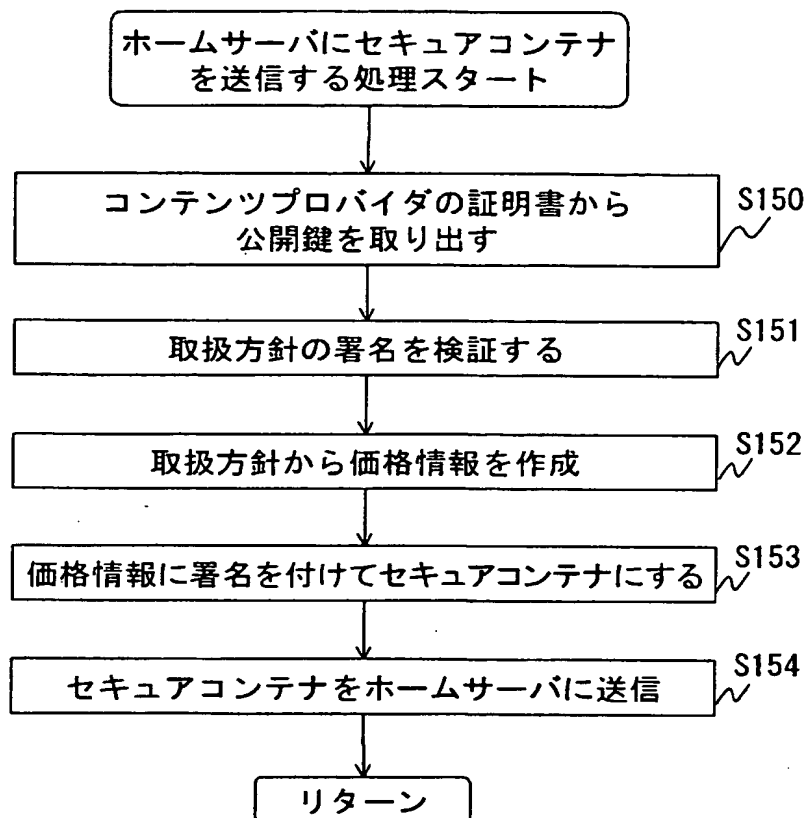 ホームサーバにセキュアコンテナ
を送信する処理スタート
コンテンツプロバイダの証明書から
公開鍵を取り出す
S150
取扱方針の署名を検証する
S151
取扱方針から価格情報を作成
S152
価格情報に署名を付けてセキュアコンテナにする
S153
セキュアコンテナをホームサーバに送信
S154
リターン